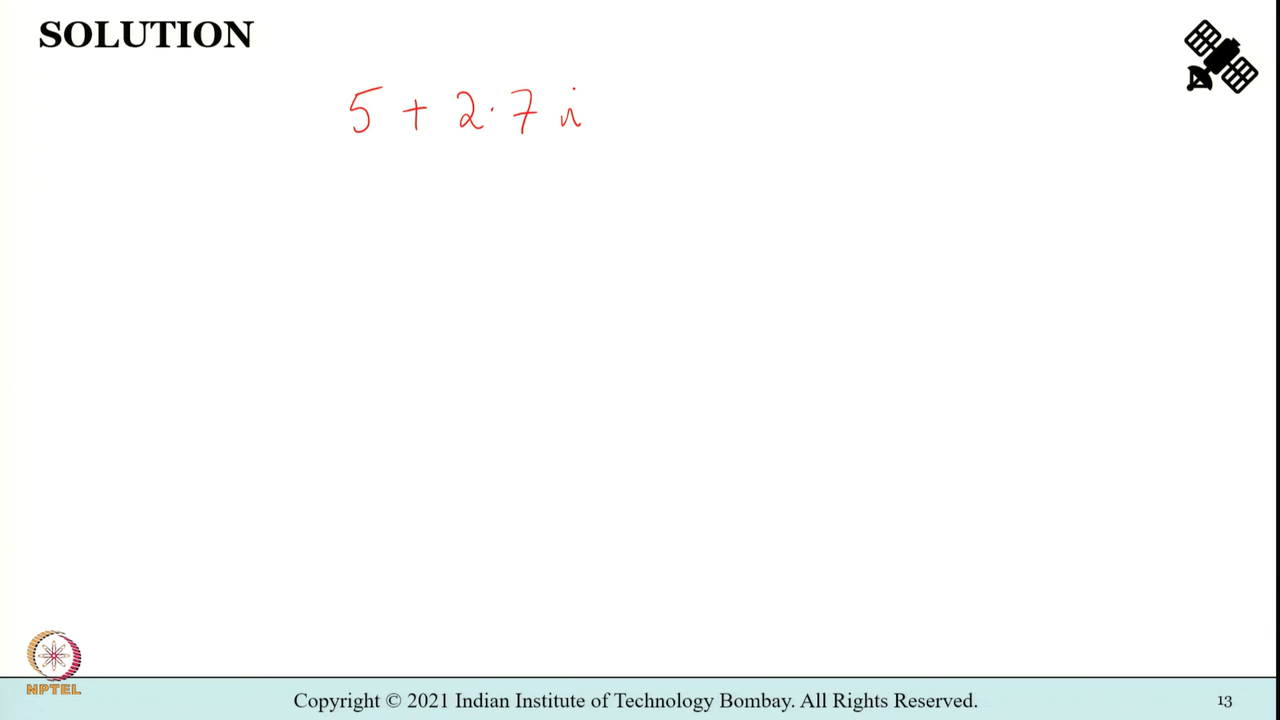 SOLUTION
5 + 2.7 i
NPTEL
Copyright © 2021 Indian Institute of Technology Bombay. All Rights Reserved.
13